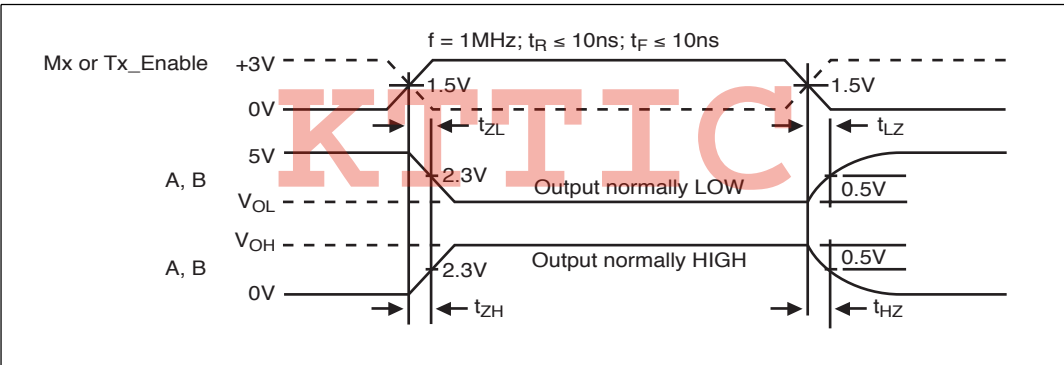 f = 1MHz; tR ≤ 10ns; tF ≤ 10ns
Mx or Tx_Enable
+3V
1.5V
1.5V
0V
tZL
tLZ
KTTIC
5V
A, B
2.3V
Output normally LOW
0.5V
VOL
VOH
A, B
2.3V
Output normally HIGH
0.5V
0V
tZH
tHZ